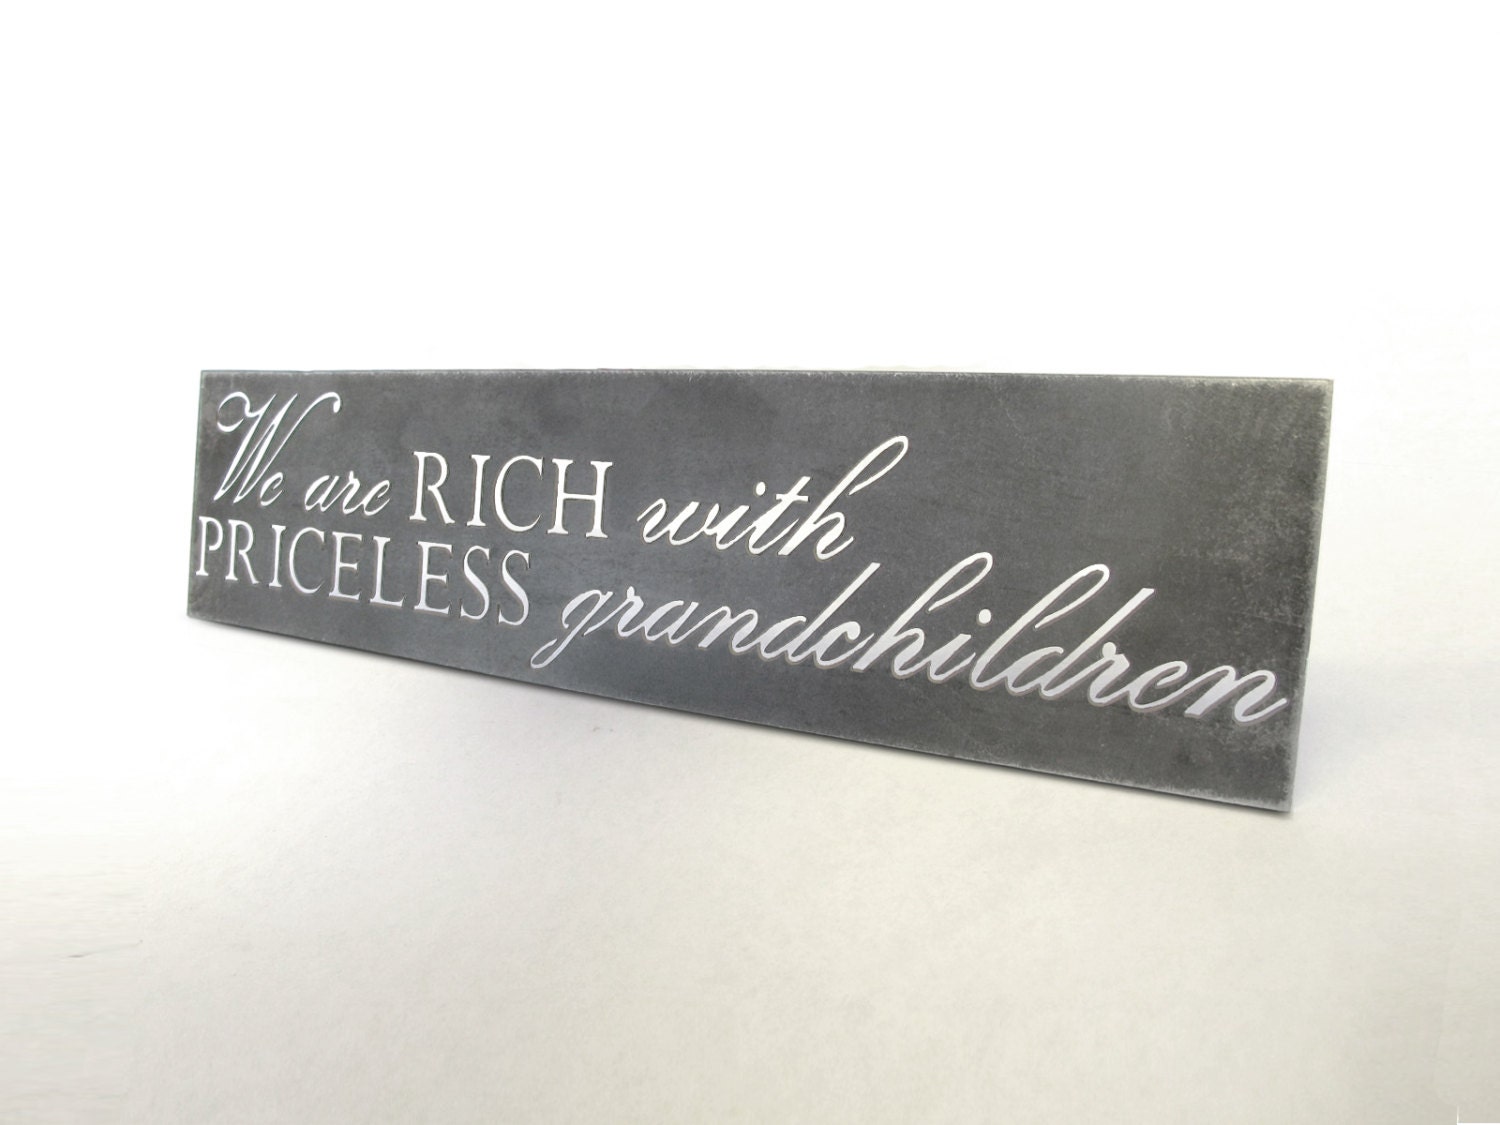 We are RICH with
PRICELESS grandchildren